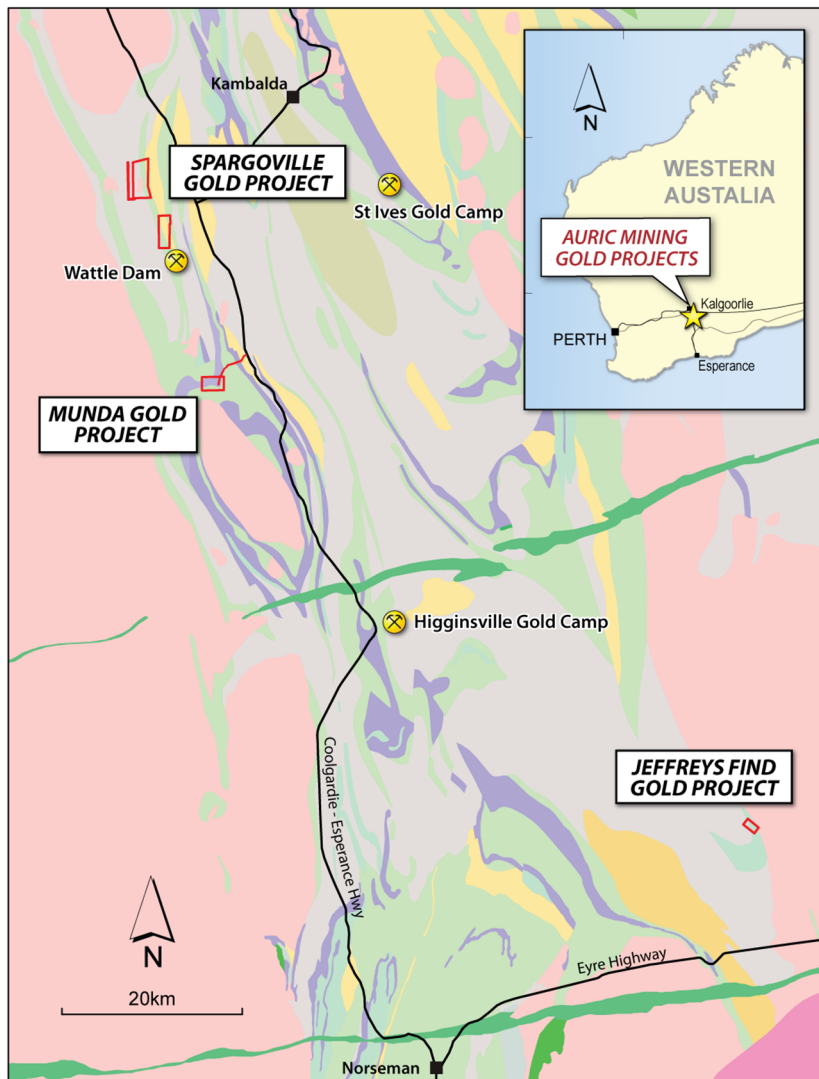 Kambalda
SPARGOVILLE
GOLD PROJECT
St Ives Gold Camp
Wattle Dam
MUNDA GOLD
PROJECT
Higginsville Gold Camp
Coolgardie - Esperance Hwy
JEFFREYS FIND
GOLD PROJECT
N
20km
Eyre Highway
Norseman
N
WESTERN
AUSTALIA
AURIC MINING
GOLD PROJECTS
Kalgoorlie
PERTH
Esperance